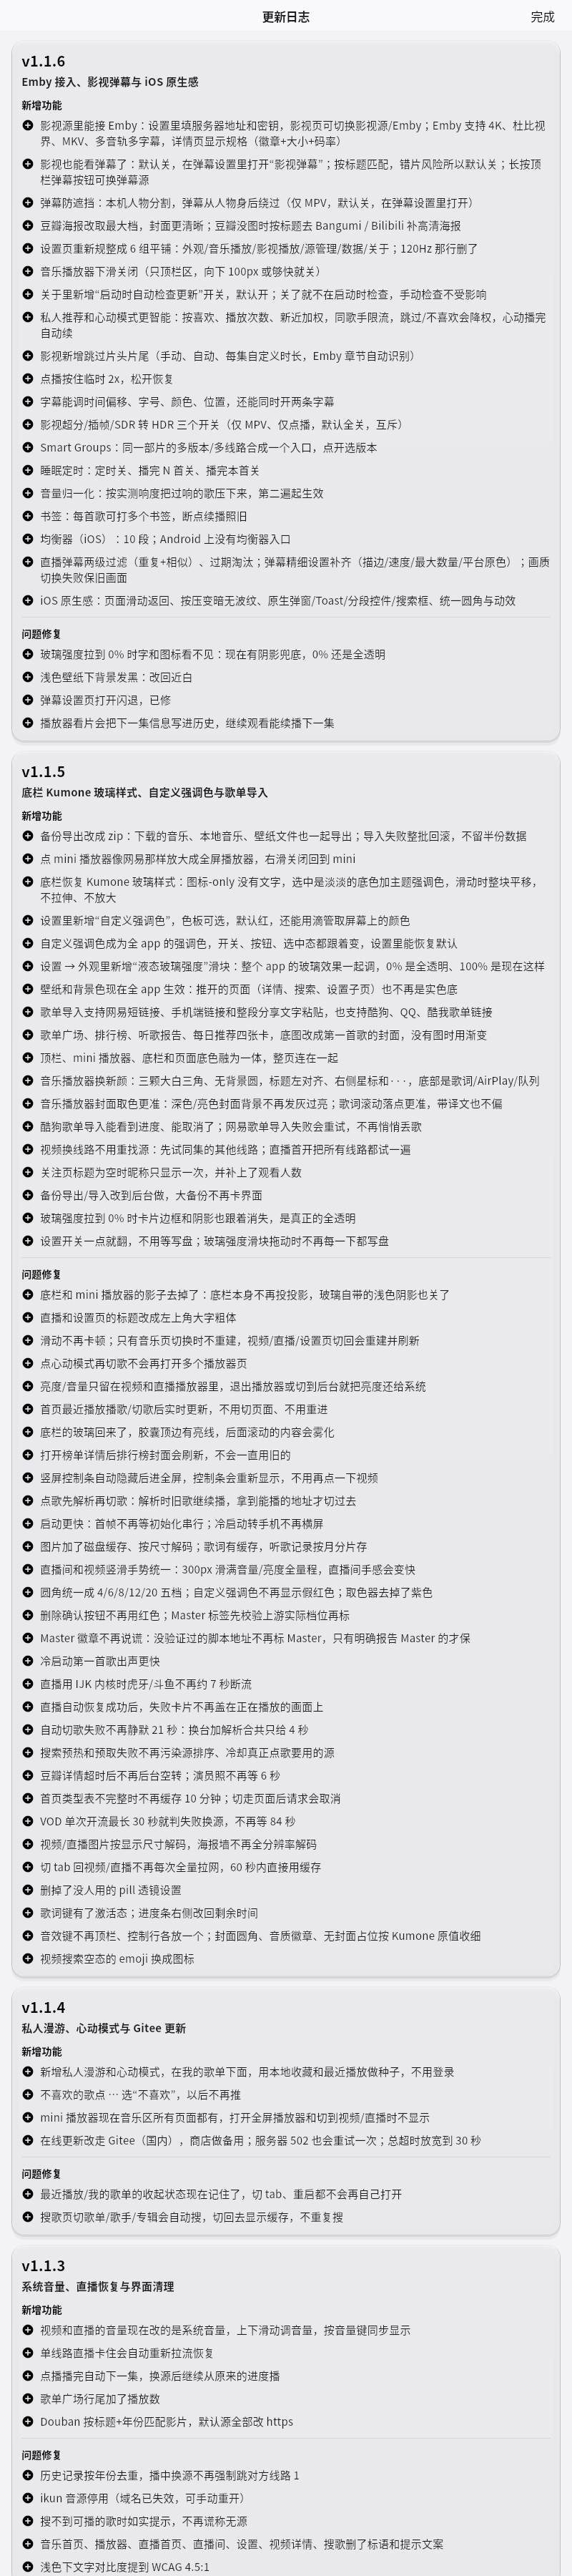 更新日志
完成
v1.1.6
Emby 接入、影视弹幕与 iOS 原生感
新增功能
影视源里能接 Emby：设置里填服务器地址和密钥，影视页可切换影视源/Emby；Emby 支持 4K、杜比视
界、MKV、多音轨多字幕，详情页显示规格（徽章+大小+码率）
影视也能看弹幕了：默认关，在弹幕设置里打开“影视弹幕”；按标题匹配，错片风险所以默认关；长按顶
栏弹幕按钮可换弹幕源
弹幕防遮挡：本机人物分割，弹幕从人物身后绕过（仅 MPV，默认关，在弹幕设置里打开）
豆瓣海报改取最大档，封面更清晰；豆瓣没图时按标题去 Bangumi / Bilibili 补高清海报
设置页重新规整成 6 组平铺：外观/音乐播放/影视播放/源管理/数据/关于；120Hz 那行删了
音乐播放器下滑关闭（只顶栏区，向下 100px 或够快就关）
关于里新增“启动时自动检查更新”开关，默认开；关了就不在启动时检查，手动检查不受影响
私人推荐和心动模式更智能：按喜欢、播放次数、新近加权，同歌手限流，跳过/不喜欢会降权，心动播完
自动续
影视新增跳过片头片尾（手动、自动、每集自定义时长，Emby 章节自动识别）
点播按住临时 2x，松开恢复
字幕能调时间偏移、字号、颜色、位置，还能同时开两条字幕
影视超分/插帧/SDR 转 HDR 三个开关（仅 MPV、仅点播，默认全关，互斥）
Smart Groups：同一部片的多版本/多线路合成一个入口，点开选版本
睡眠定时：定时关、播完 N 首关、播完本首关
音量归一化：按实测响度把过响的歌压下来，第二遍起生效
书签：每首歌可打多个书签，断点续播照旧
均衡器（iOS）：10 段；Android 上没有均衡器入口
直播弹幕两级过滤（重复+相似）、过期淘汰；弹幕精细设置补齐（描边/速度/最大数量/平台原色）；画质
切换失败保旧画面
iOS 原生感：页面滑动返回、按压变暗无波纹、原生弹窗/Toast/分段控件/搜索框、统一圆角与动效
问题修复
玻璃强度拉到 0% 时字和图标看不见：现在有阴影兜底，0% 还是全透明
浅色壁纸下背景发黑：改回近白
弹幕设置页打开闪退，已修
播放器看片会把下一集信息写进历史，继续观看能续播下一集
v1.1.5
底栏 Kumone 玻璃样式、自定义强调色与歌单导入
新增功能
备份导出改成 zip：下载的音乐、本地音乐、壁纸文件也一起导出；导入失败整批回滚，不留半份数据
点 mini 播放器像网易那样放大成全屏播放器，右滑关闭回到 mini
底栏恢复 Kumone 玻璃样式：图标-only 没有文字，选中是淡淡的底色加主题强调色，滑动时整块平移，
不拉伸、不放大
设置里新增“自定义强调色”，色板可选，默认红，还能用滴管取屏幕上的颜色
自定义强调色成为全 app 的强调色，开关、按钮、选中态都跟着变，设置里能恢复默认
设置 → 外观里新增“液态玻璃强度”滑块：整个 app 的玻璃效果一起调，0% 是全透明、100% 是现在这样
壁纸和背景色现在全 app 生效：推开的页面（详情、搜索、设置子页）也不再是实色底
歌单导入支持网易短链接、手机端链接和整段分享文字粘贴，也支持酷狗、QQ、酷我歌单链接
歌单广场、排行榜、听歌报告、每日推荐四张卡，底图改成第一首歌的封面，没有图时用渐变
顶栏、mini 播放器、底栏和页面底色融为一体，整页连在一起
音乐播放器换新颜：三颗大白三角、无背景圆，标题左对齐、右侧星标和···，底部是歌词/AirPlay/队列
音乐播放器封面取色更准：深色/亮色封面背景不再发灰过亮；歌词滚动落点更准，带译文也不偏
酷狗歌单导入能看到进度、能取消了；网易歌单导入失败会重试，不再悄悄丢歌
视频换线路不用重找源：先试同集的其他线路；直播首开把所有线路都试一遍
关注页标题为空时昵称只显示一次，并补上了观看人数
备份导出/导入改到后台做，大备份不再卡界面
玻璃强度拉到 0% 时卡片边框和阴影也跟着消失，是真正的全透明
设置开关一点就翻，不用等写盘；玻璃强度滑块拖动时不再每一下都写盘
问题修复
底栏和 mini 播放器的影子去掉了：底栏本身不再投投影，玻璃自带的浅色阴影也关了
直播和设置页的标题改成左上角大字粗体
滑动不再卡顿；只有音乐页切换时不重建，视频/直播/设置页切回会重建并刷新
点心动模式再切歌不会再打开多个播放器页
亮度/音量只留在视频和直播播放器里，退出播放器或切到后台就把亮度还给系统
首页最近播放播歌/切歌后实时更新，不用切页面、不用重进
底栏的玻璃回来了，胶囊顶边有亮线，后面滚动的内容会雾化
打开榜单详情后排行榜封面会刷新，不会一直用旧的
竖屏控制条自动隐藏后进全屏，控制条会重新显示，不用再点一下视频
点歌先解析再切歌：解析时旧歌继续播，拿到能播的地址才切过去
启动更快：首帧不再等初始化串行；冷启动转手机不再横屏
图片加了磁盘缓存、按尺寸解码；歌词有缓存，听歌记录按月分片存
直播间和视频竖滑手势统一：300px 滑满音量/亮度全量程，直播间手感会变快
圆角统一成 4/6/8/12/20 五档；自定义强调色不再显示假红色；取色器去掉了紫色
删除确认按钮不再用红色；Master 标签先校验上游实际档位再标
Master 徽章不再说谎：没验证过的脚本地址不再标 Master，只有明确报告 Master 的才保
冷启动第一首歌出声更快
直播用 IJK 内核时虎牙/斗鱼不再约 7 秒断流
直播自动恢复成功后，失败卡片不再盖在正在播放的画面上
自动切歌失败不再静默 21 秒：换台加解析合共只给 4 秒
搜索预热和预取失败不再污染源排序、冷却真正点歌要用的源
豆瓣详情超时后不再后台空转；演员照不再等 6 秒
首页类型表不完整时不再缓存 10 分钟；切走页面后请求会取消
VOD 单次开流最长 30 秒就判失败换源，不再等 84 秒
视频/直播图片按显示尺寸解码，海报墙不再全分辨率解码
切 tab 回视频/直播不再每次全量拉网，60 秒内直接用缓存
删掉了没人用的 pill 透镜设置
歌词键有了激活态；进度条右侧改回剩余时间
音效键不再顶栏、控制行各放一个；封面圆角、音质徽章、无封面占位按 Kumone 原值收细
视频搜索空态的 emoji 换成图标
v1.1.4
私人漫游、心动模式与 Gitee 更新
新增功能
新增私人漫游和心动模式，在我的歌单下面，用本地收藏和最近播放做种子，不用登录
不喜欢的歌点 ··· 选“不喜欢”，以后不再推
mini 播放器现在音乐区所有页面都有，打开全屏播放器和切到视频/直播时不显示
在线更新改走 Gitee（国内），商店做备用；服务器 502 也会重试一次；总超时放宽到 30 秒
问题修复
最近播放/我的歌单的收起状态现在记住了，切 tab、重启都不会再自己打开
搜歌页切歌单/歌手/专辑会自动搜，切回去显示缓存，不重复搜
v1.1.3
系统音量、直播恢复与界面清理
新增功能
视频和直播的音量现在改的是系统音量，上下滑动调音量，按音量键同步显示
单线路直播卡住会自动重新拉流恢复
点播播完自动下一集，换源后继续从原来的进度播
歌单广场行尾加了播放数
Douban 按标题+年份匹配影片，默认源全部改 https
问题修复
历史记录按年份去重，播中换源不再强制跳对方线路 1
ikun 音源停用（域名已失效，可手动重开）
搜不到可播的歌时如实提示，不再谎称无源
音乐首页、播放器、直播首页、直播间、设置、视频详情、搜歌删了标语和提示文案
浅色下文字对比度提到 WCAG 4.5:1